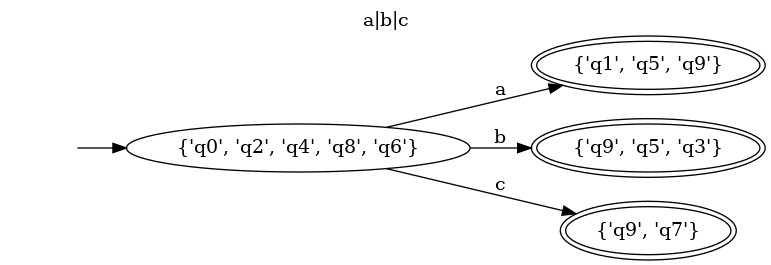 a|b|c
{'q1', 'q5', 'q9'}
a
{'q0', 'q2', 'q4', 'q8', 'q6'}
b
{'q9', 'q5', 'q3'}
c
{'q9', 'q7'}